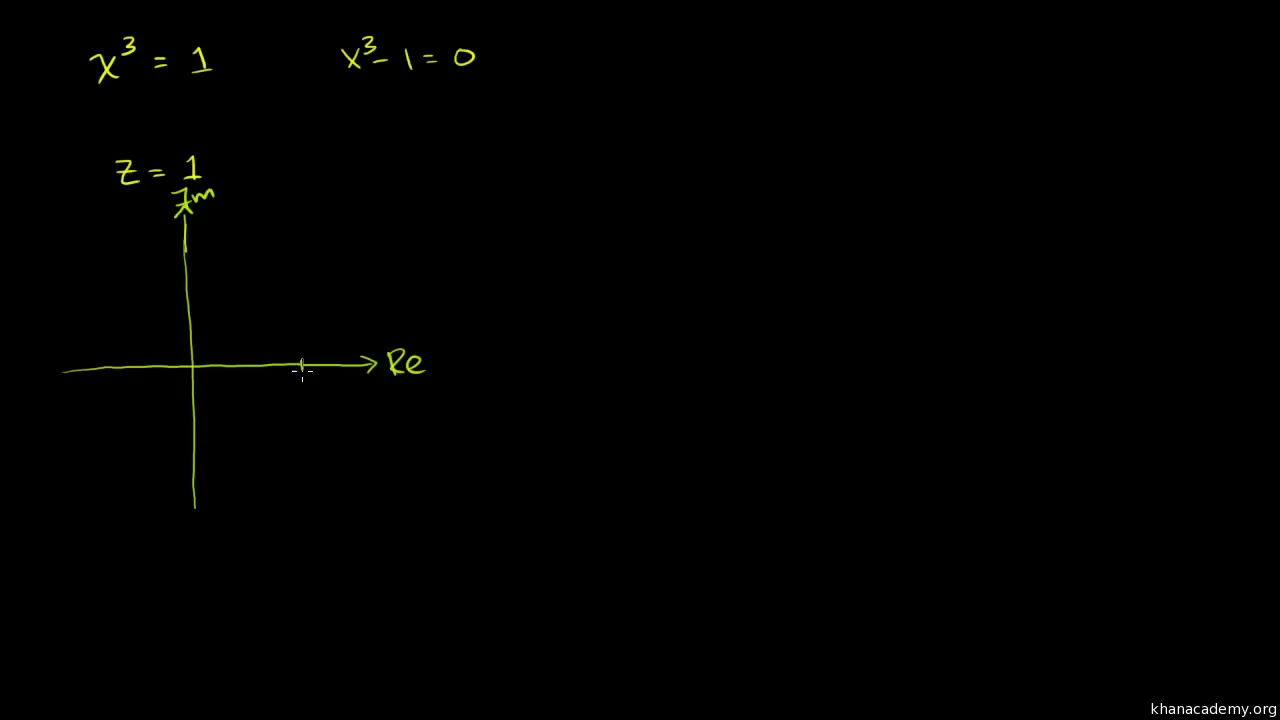 x³ = 1    x³ - 1 = 0
z = 1
Im
Re
khanacademy.org